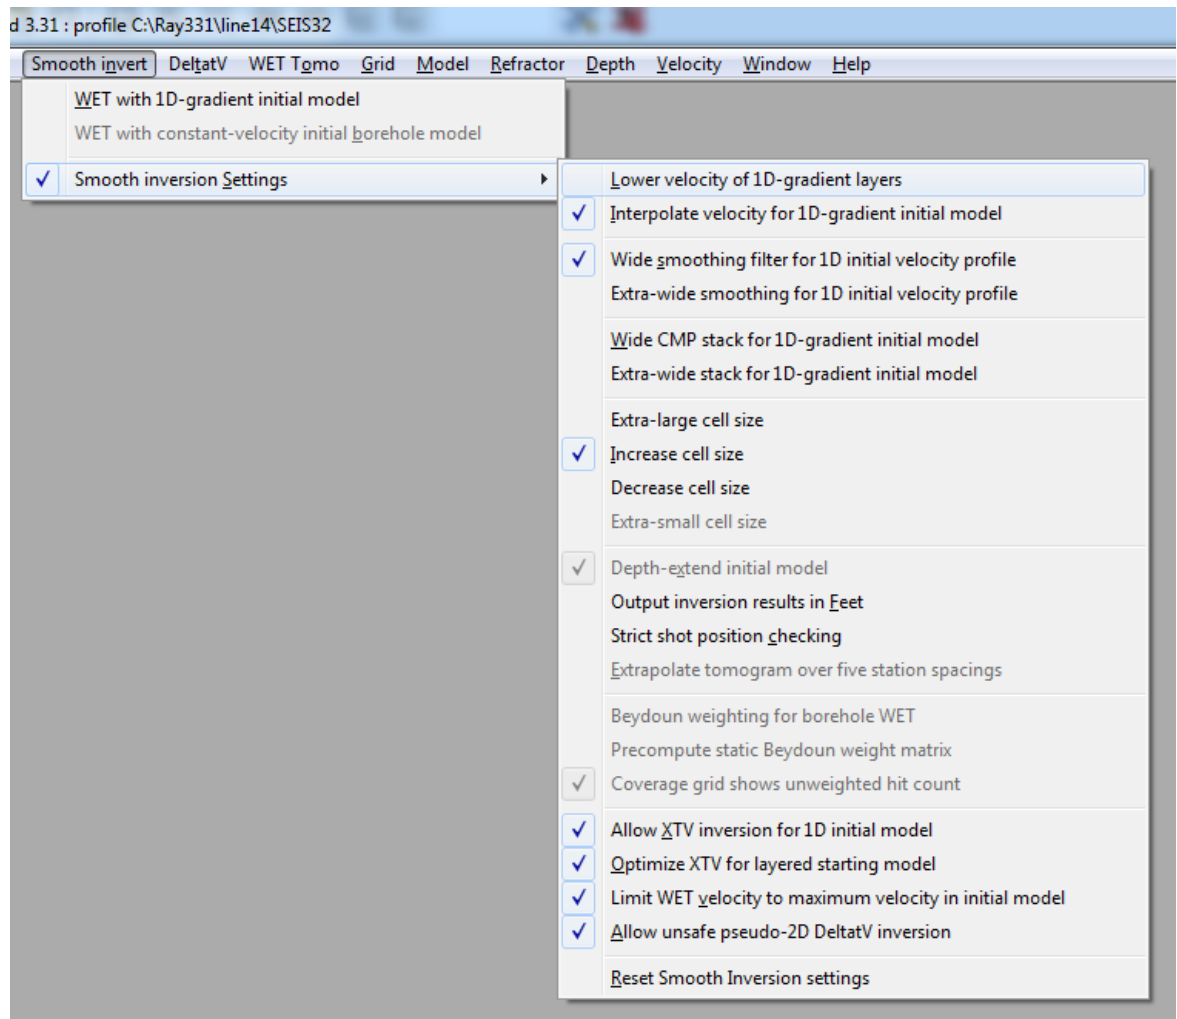 d 3.31 : profile C:\Ray331\line14\SEIS32
Smooth invert DeltatV WET Tomo Grid Model Refractor Depth Velocity Window Help
WET with 1D-gradient initial model
WET with constant-velocity initial borehole model
Smooth inversion Settings
Lower velocity of 1D-gradient layers
Interpolate velocity for 1D-gradient initial model
Wide smoothing filter for 1D initial velocity profile
Extra-wide smoothing for 1D initial velocity profile
Wide CMP stack for 1D-gradient initial model
Extra-wide stack for 1D-gradient initial model
Extra-large cell size
Increase cell size
Decrease cell size
Extra-small cell size
Depth-extend initial model
Output inversion results in Feet
Strict shot position checking
Extrapolate tomogram over five station spacings
Beydoun weighting for borehole WET
Precompute static Beydoun weight matrix
Coverage grid shows unweighted hit count
Allow XTV inversion for 1D initial model
Optimize XTV for layered starting model
Limit WET velocity to maximum velocity in initial model
Allow unsafe pseudo-2D DeltatV inversion
Reset Smooth Inversion settings